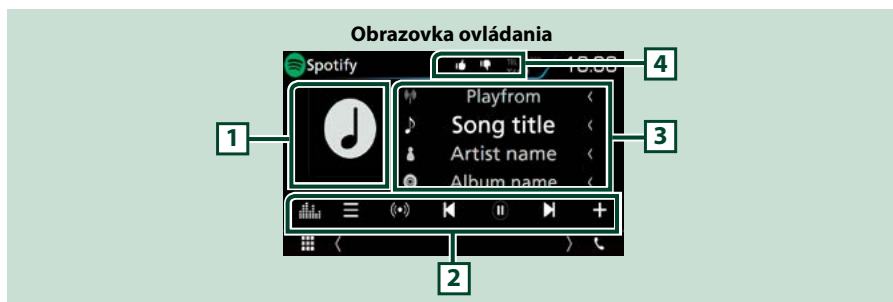 Obrazovka ovládania
Spotify
4
Playfrom
1
Song title
3
Artist name
Album name
2